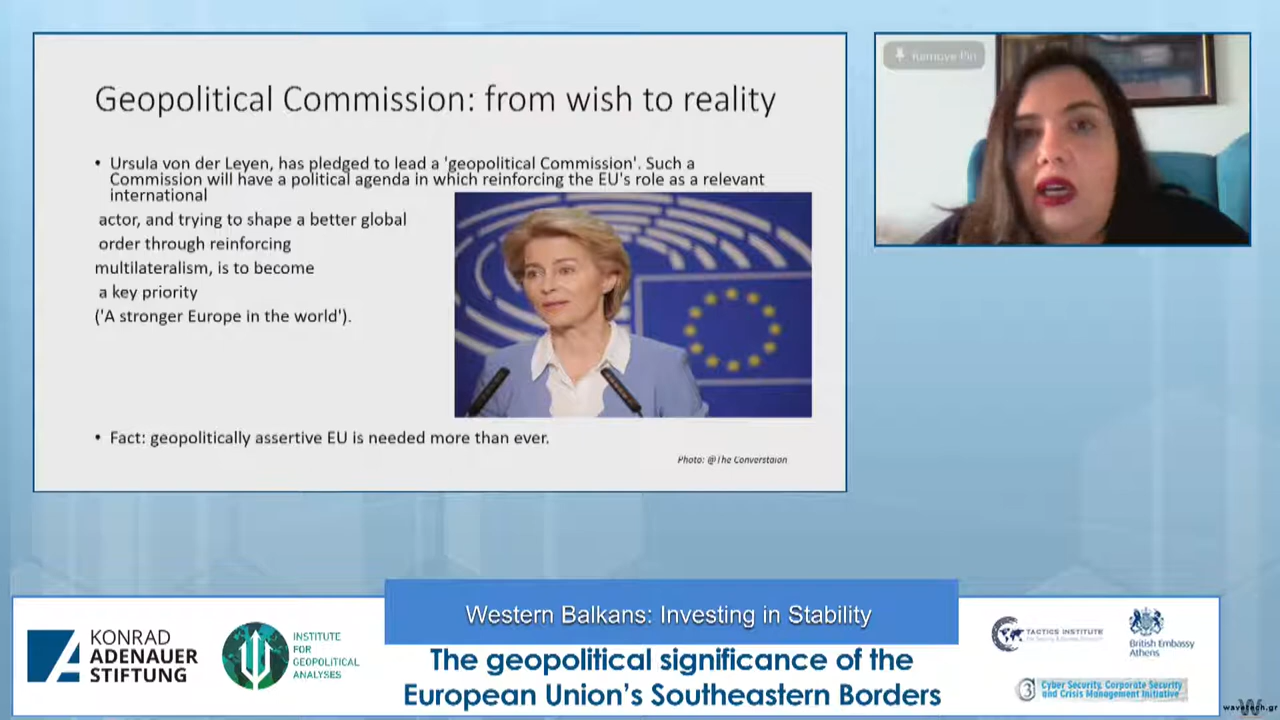 Geopolitical Commission: from wish to reality
• Ursula von der Leyen, has pledged to lead a 'geopolitical Commission'. Such a
Commission will have a political agenda in which reinforcing the EU's role as a relevant
international
actor, and trying to shape a better global
order through reinforcing
multilateralism, is to become
a key priority
('A stronger Europe in the world').
• Fact: geopolitically assertive EU is needed more than ever.
Photo: @The Converstaion
Remove Pin
Western Balkans: Investing in Stability
The geopolitical significance of the
European Union's Southeastern Borders
KONRAD
ADENAUER
STIFTUNG
INSTITUTE
FOR
GEOPOLITICAL
ANALYSES
TACTICS INSTITUTE
British Embassy
Athens
3 Cyber Security, Corporate Security
and Crisis Management Initiative
wavetech.gr